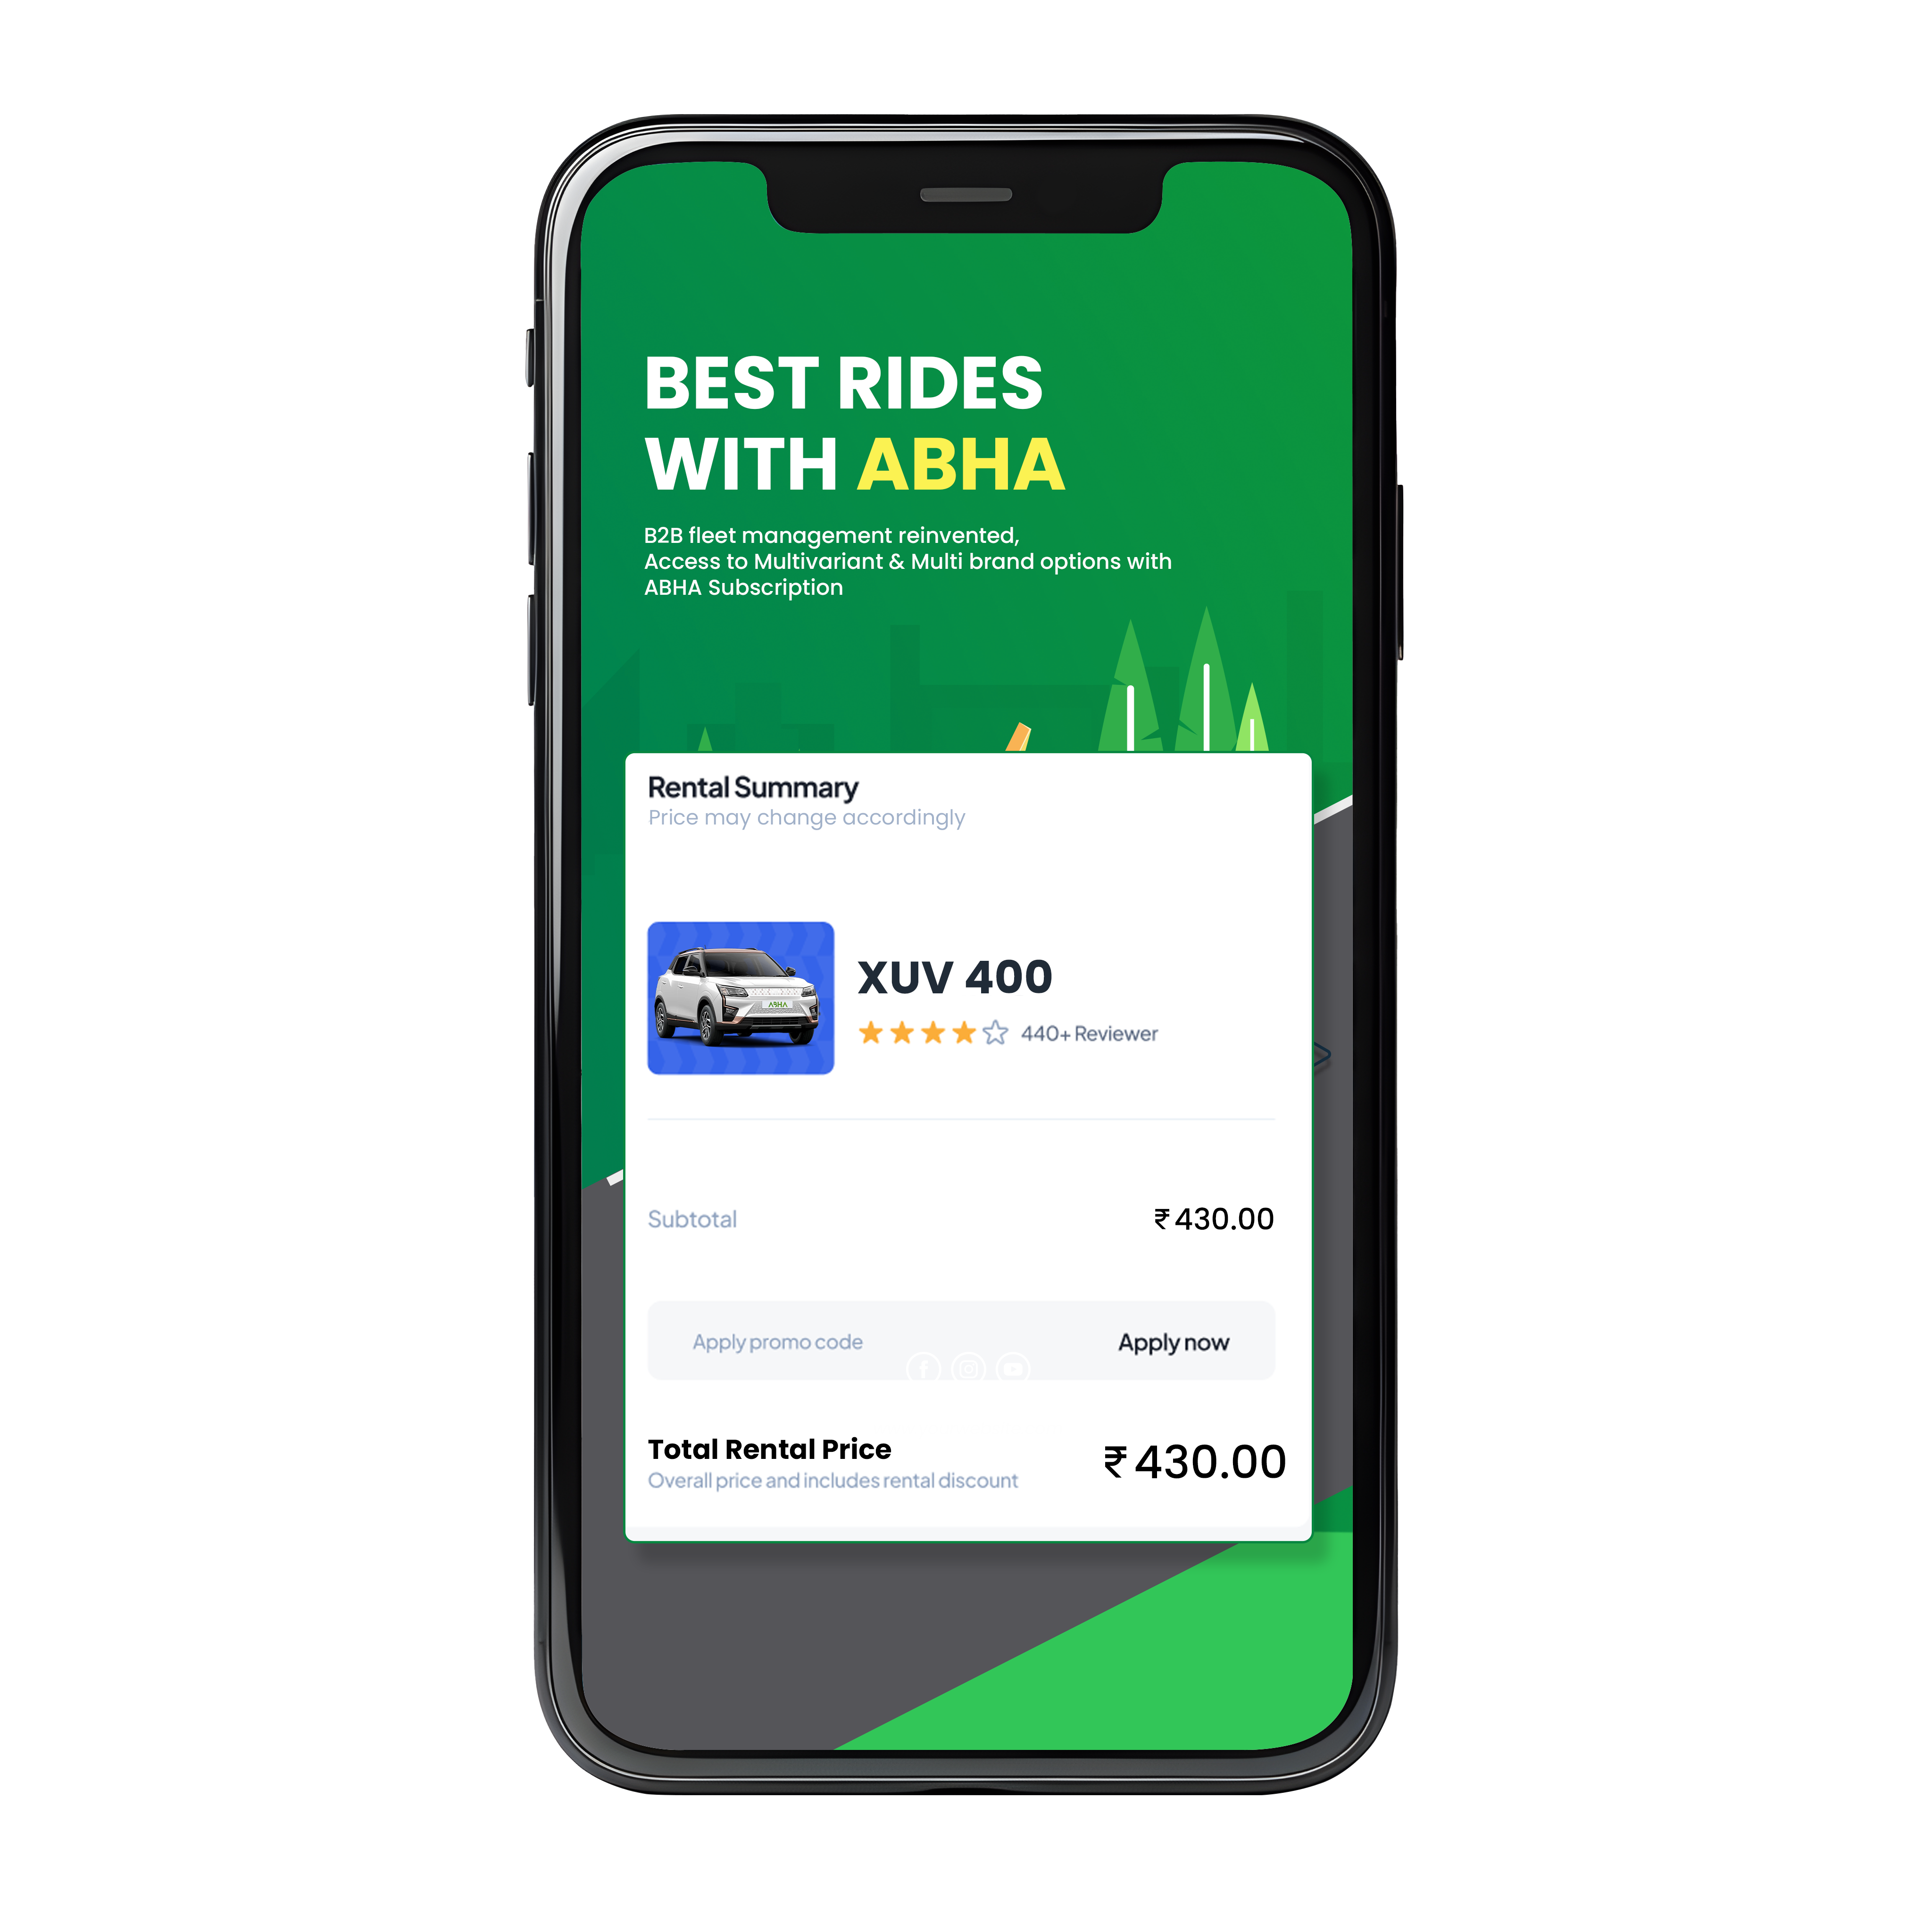 BEST RIDES
WITH ABHA
B2B fleet management reinvented,
Access to Multivariant & Multi brand options with
ABHA Subscription
Rental Summary
Price may change accordingly
ABHA
XUV 400
440+ Reviewer
Subtotal
₹ 430.00
Apply promo code
Apply now
Total Rental Price
₹ 430.00
Overall price and includes rental discount